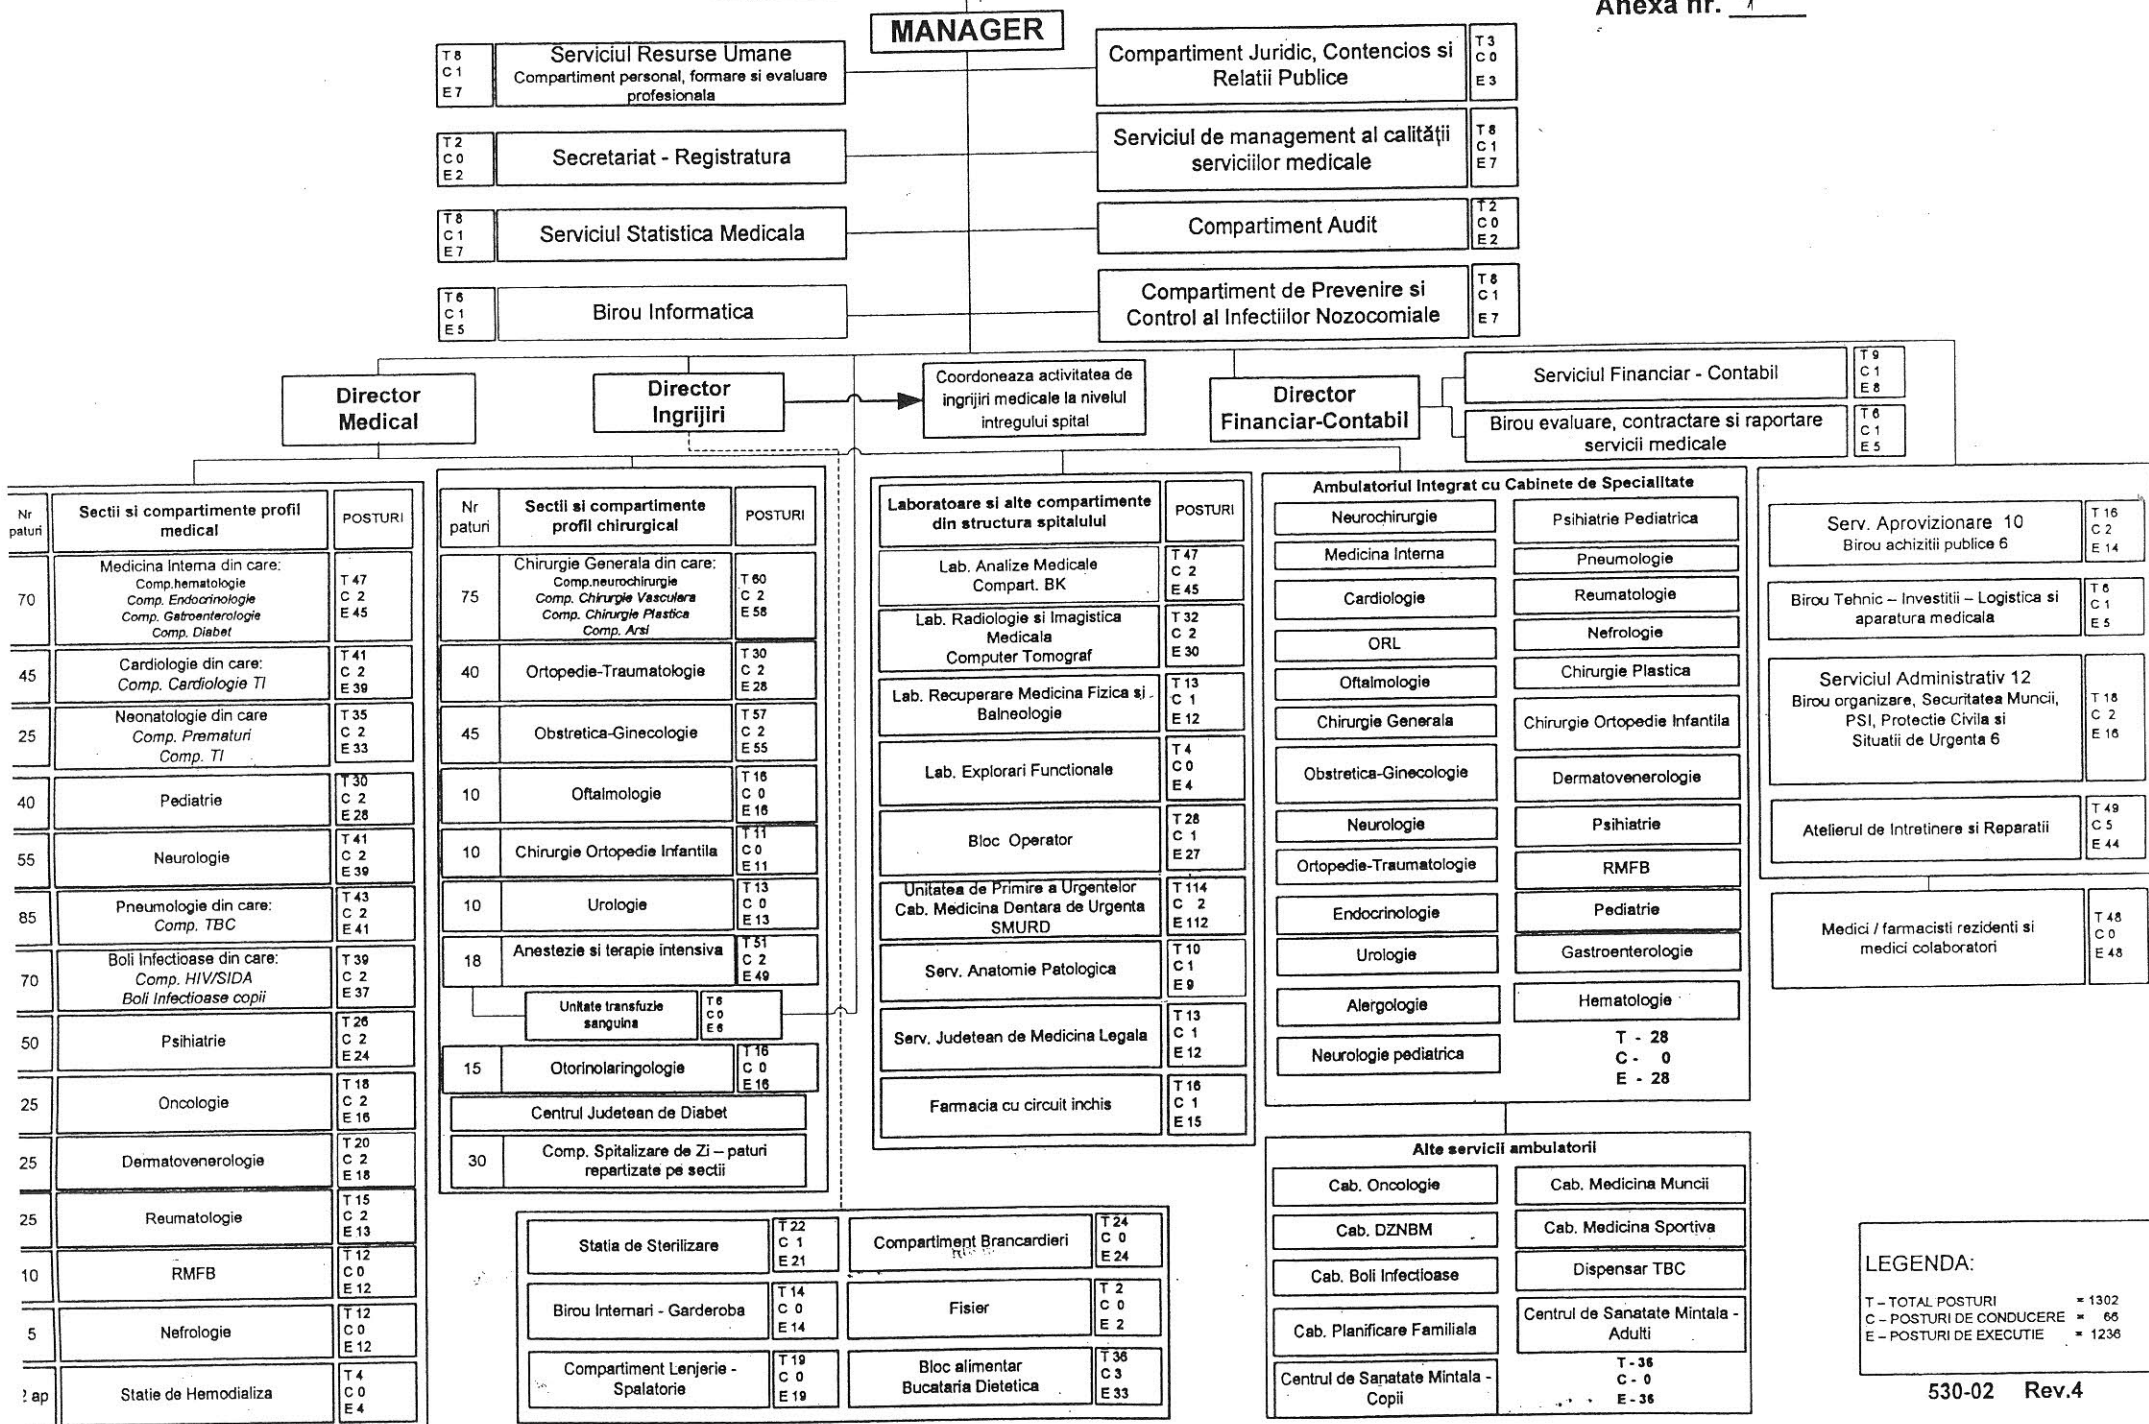 Anexa nr.
MANAGER
T 8
C 1
E 7
Serviciul Resurse Umane
Compartiment personal, formare si evaluare
profesionala
Compartiment Juridic, Contencios si
Relatii Publice
T 3
C 0
E 3
T 2
C 0
E 2
Secretariat - Registratura
Serviciul de management al calității
serviciilor medicale
T 8
C 1
E 7
T 8
C 1
E 7
Serviciul Statistica Medicala
Compartiment Audit
T 2
C 0
E 2
T 6
C 1
E 5
Birou Informatica
Compartiment de Prevenire si
Control al Infectiilor Nozocomiale
T 8
C 1
E 7
Director
Medical
Director
Ingrijiri
Coordoneaza activitatea de
ingrijiri medicale la nivelul
intregului spital
Director
Financiar-Contabil
Serviciul Financiar - Contabil
T 9
C 1
E 8
Birou evaluare, contractare si raportare
servicii medicale
T 6
C 1
E 5
Nr
paturi
Sectii si compartimente profil
medical
POSTURI
70
Medicina Interna din care:
Comp.hematologie
Comp. Endocrinologie
Comp. Gatroenterologie
Comp. Diabet
T 47
C 2
E 45
45
Cardiologie din care:
Comp. Cardiologie TI
T 41
C 2
E 39
25
Neonatologie din care
Comp. Prematuri
Comp. TI
T 35
C 2
E 33
40
Pediatrie
T 30
C 2
E 28
55
Neurologie
T 41
C 2
E 39
85
Pneumologie din care:
Comp. TBC
T 43
C 2
E 41
70
Boli Infectioase din care:
Comp. HIV/SIDA
Boli Infectioase copii
T 39
C 2
E 37
50
Psihiatrie
T 26
C 2
E 24
25
Oncologie
T 18
C 2
E 16
25
Dermatovenerologie
T 20
C 2
E 18
25
Reumatologie
T 15
C 2
E 13
10
RMFB
T 12
C 0
E 12
5
Nefrologie
T 12
C 0
E 12
ap
Statie de Hemodializa
T 4
C 0
E 4
Nr
paturi
Sectii si compartimente
profil chirurgical
POSTURI
75
Chirurgie Generala din care:
Comp.neurochirurgie
Comp. Chirurgie Vasculara
Comp. Chirurgie Plastica
Comp. Arsi
T 60
C 2
E 58
40
Ortopedie-Traumatologie
T 30
C 2
E 28
45
Obstretica-Ginecologie
T 57
C 2
E 55
10
Oftalmologie
T 16
C 0
E 16
10
Chirurgie Ortopedie Infantila
T 11
C 0
E 11
10
Urologie
T 13
C 0
E 13
18
Anestezie si terapie intensiva
T 51
C 2
E 49
Unitate transfuzie
sanguina
T 6
C 0
E 6
15
Otorinolaringologie
T 16
C 0
E 16
Centrul Judetean de Diabet
30
Comp. Spitalizare de Zi – paturi
repartizate pe sectii
Statia de Sterilizare
T 22
C 1
E 21
Compartiment Brancardieri
T 24
C 0
E 24
Birou Internari - Garderoba
T 14
C 0
E 14
Fisier
T 2
C 0
E 2
Compartiment Lenjerie -
Spalatorie
T 19
C 0
E 19
Bloc alimentar
Bucataria Dietetica
T 36
C 3
E 33
Laboratoare si alte compartimente
din structura spitalului
POSTURI
Lab. Analize Medicale
Compart. BK
T 47
C 2
E 45
Lab. Radiologie si Imagistica
Medicala
Computer Tomograf
T 32
C 2
E 30
Lab. Recuperare Medicina Fizica si
Balneologie
T 13
C 1
E 12
Lab. Explorari Functionale
T 4
C 0
E 4
Bloc Operator
T 28
C 1
E 27
Unitatea de Primire a Urgentelor
Cab. Medicina Dentara de Urgenta
SMURD
T 114
C 2
E 112
Serv. Anatomie Patologica
T 10
C 1
E 9
Serv. Judetean de Medicina Legala
T 13
C 1
E 12
Farmacia cu circuit inchis
T 16
C 1
E 15
Ambulatoriul Integrat cu Cabinete de Specialitate
Neurochirurgie
Psihiatrie Pediatrica
Medicina Interna
Pneumologie
Cardiologie
Reumatologie
ORL
Nefrologie
Oftalmologie
Chirurgie Plastica
Chirurgie Generala
Chirurgie Ortopedie Infantila
Obstretica-Ginecologie
Dermatovenerologie
Neurologie
Psihiatrie
Ortopedie-Traumatologie
RMFB
Endocrinologie
Pediatrie
Urologie
Gastroenterologie
Alergologie
Hematologie
Neurologie pediatrica
T - 28
C - 0
E - 28
Alte servicii ambulatorii
Cab. Oncologie
Cab. Medicina Muncii
Cab. DZNBM
Cab. Medicina Sportiva
Cab. Boli Infectioase
Dispensar TBC
Cab. Planificare Familiala
Centrul de Sanatate Mintala -
Adulti
Centrul de Sanatate Mintala -
Copii
T - 36
C - 0
E - 36
Serv. Aprovizionare 10
Birou achizitii publice 6
T 16
C 2
E 14
Birou Tehnic – Investitii – Logistica si
aparatura medicala
T 6
C 1
E 5
Serviciul Administrativ 12
Birou organizare, Securitatea Muncii,
PSI, Protectie Civila si
Situatii de Urgenta 6
T 18
C 2
E 16
Atelierul de Intretinere si Reparatii
T 49
C 5
E 44
Medici / farmacisti rezidenti si
medici colaboratori
T 48
C 0
E 48
LEGENDA:
T – TOTAL POSTURI = 1302
C – POSTURI DE CONDUCERE = 66
E – POSTURI DE EXECUTIE = 1236
530-02 Rev.4